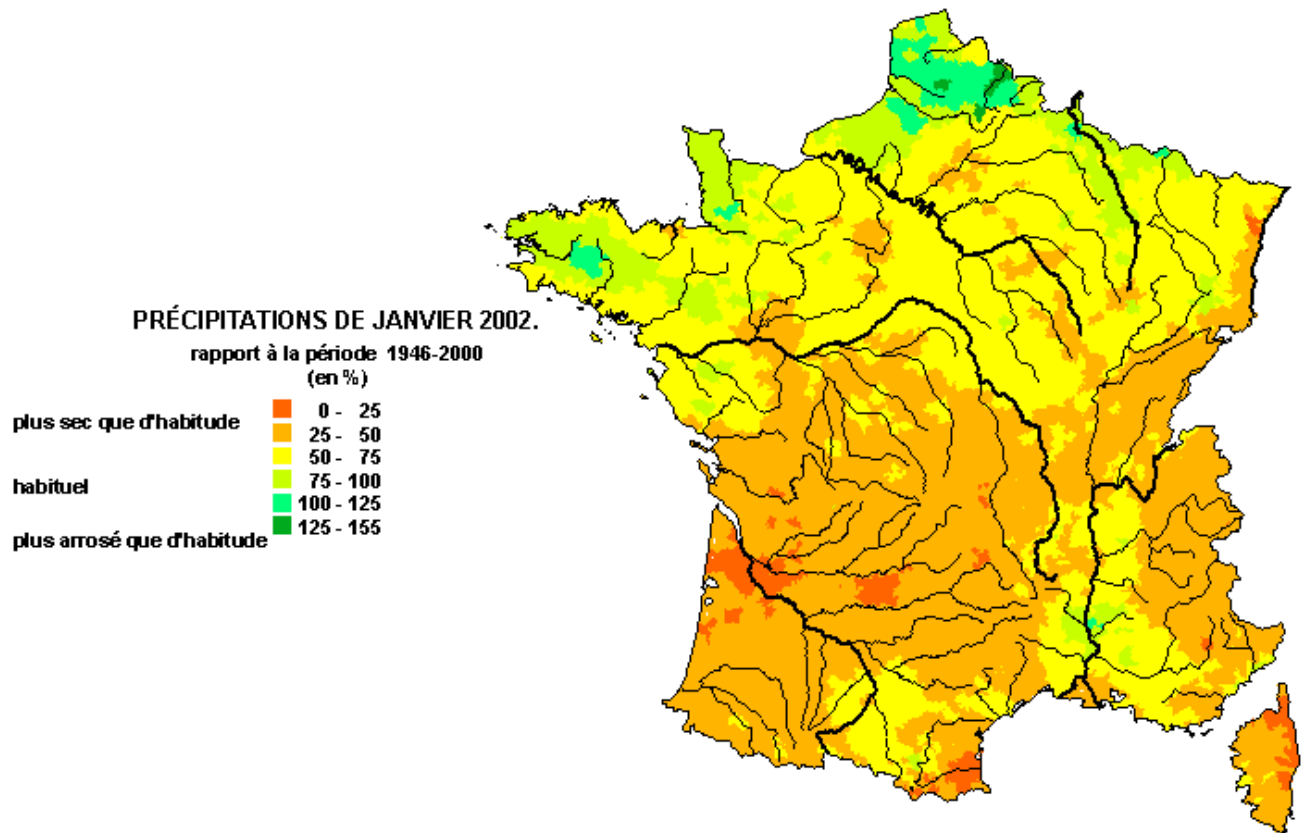 PRÉCIPITATIONS DE JANVIER 2002.
rapport à la période 1946-2000
(en %)
plus sec que d'habitude
0 - 25
25 - 50
50 - 75
habituel
75 - 100
100 - 125
plus arrosé que d'habitude
125 - 155